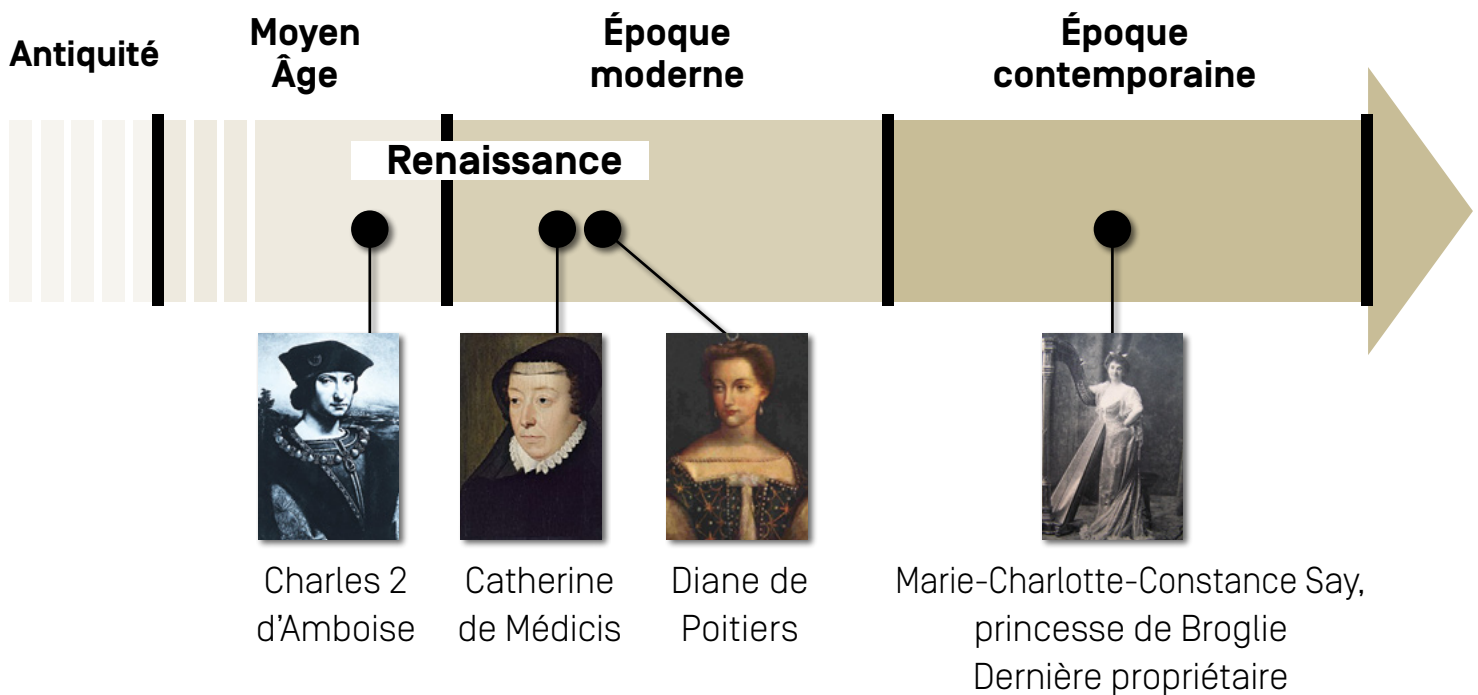 Antiquité
Moyen
Âge
Époque
moderne
Époque
contemporaine
Renaissance
Charles 2
d’Amboise
Catherine
de Médicis
Diane de
Poitiers
Marie-Charlotte-Constance Say,
princesse de Broglie
Dernière propriétaire